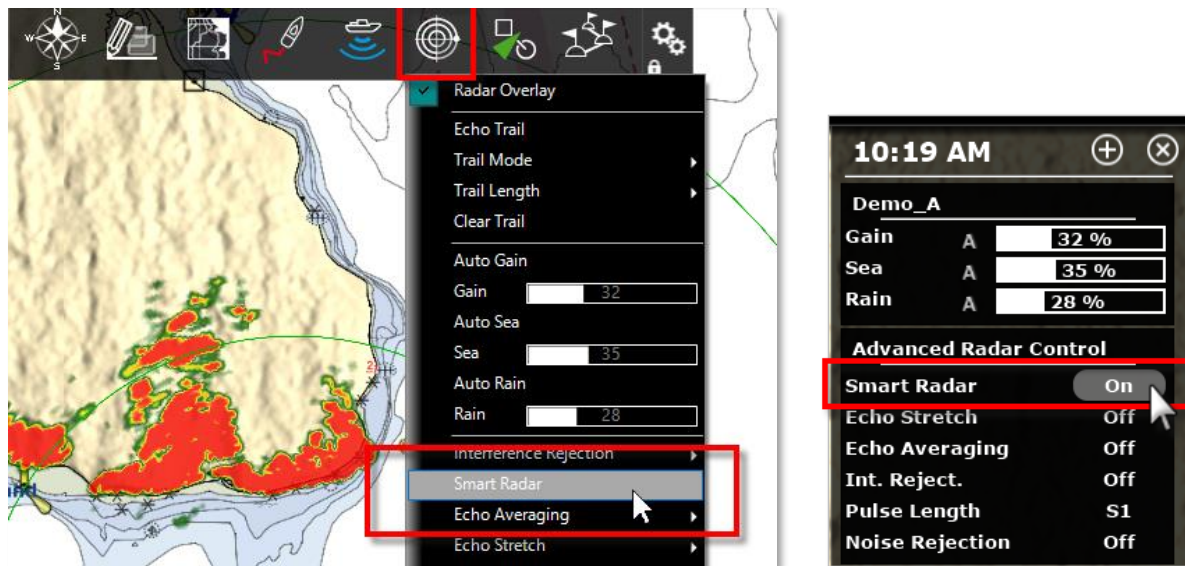 N
W E
S
Radar Overlay
Echo Trail
Trail Mode
Trail Length
Clear Trail
Auto Gain
Gain 32
Auto Sea
Sea 35
Auto Rain
Rain 28
Interference Rejection
Smart Radar
Echo Averaging
Echo Stretch
2
10:19 AM
Demo_A
Gain A 32 %
Sea A 35 %
Rain A 28 %
Advanced Radar Control
Smart Radar On
Echo Stretch Off
Echo Averaging Off
Int. Reject. Off
Pulse Length S1
Noise Rejection Off